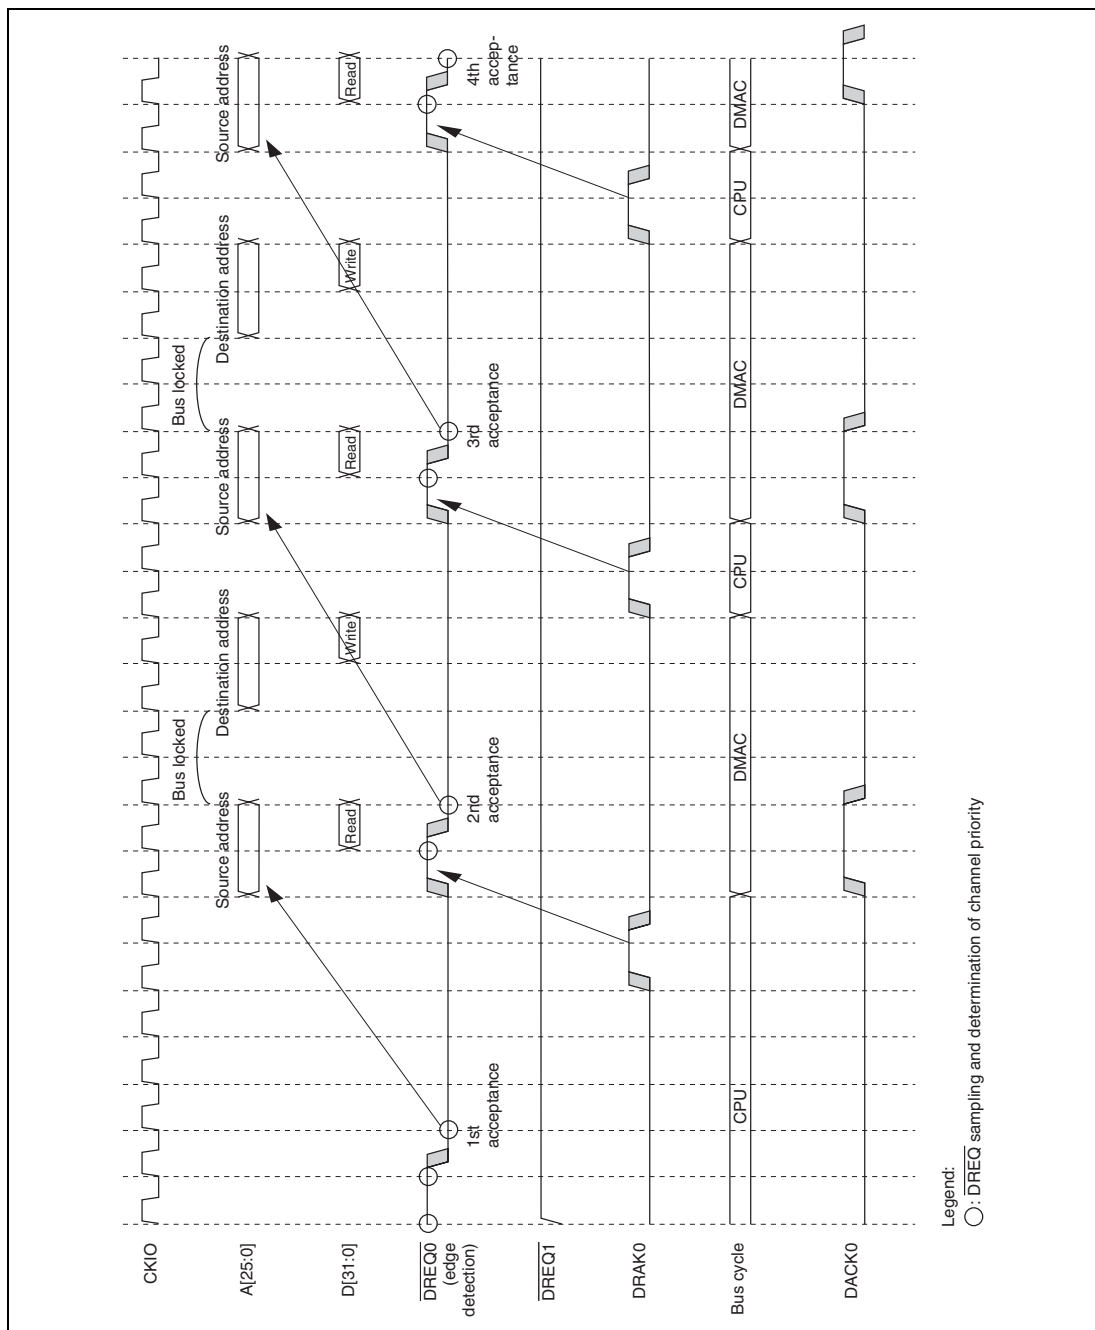 CKIO
A[25:0]
Source address
Bus locked
Destination address
Source address
Bus locked
Destination address
Source address
D[31:0]
Read
Write
Read
Write
Read
DREQ0
(edge
detection)
1st
acceptance
2nd
acceptance
3rd
acceptance
4th
accep-
tance
DREQ1
DRAK0
Bus cycle
CPU
DMAC
CPU
DMAC
CPU
DMAC
DACK0
Legend:
: DREQ sampling and determination of channel priority